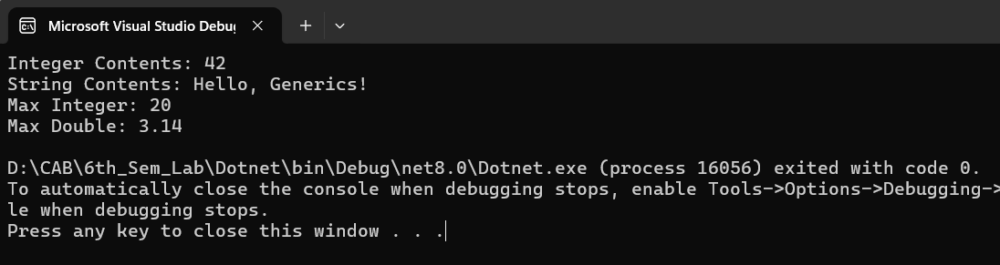 Microsoft Visual Studio Debu
Integer Contents: 42
String Contents: Hello, Generics!
Max Integer: 20
Max Double: 3.14
D:\CAB\6th_Sem_Lab\Dotnet\bin\Debug\net8.0\Dotnet.exe (process 16056) exited with code 0.
To automatically close the console when debugging stops, enable Tools->Options->Debugging->
le when debugging stops.
Press any key to close this window . . .